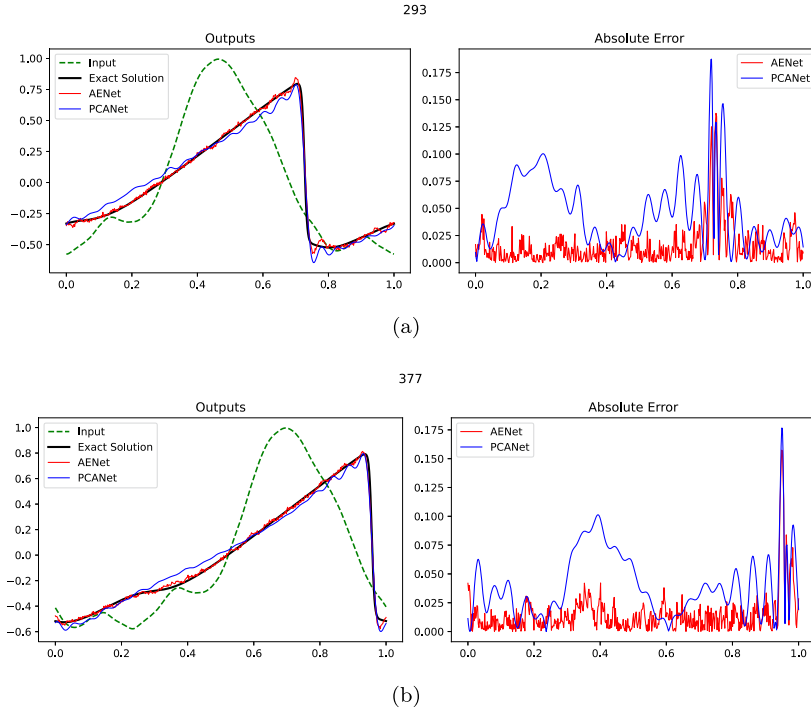 293
Outputs
Absolute Error
1.00
0.75
0.50
0.25
0.00
−0.25
−0.50
Input
Exact Solution
AENet
PCANet
0.0 0.2 0.4 0.6 0.8 1.0
0.175
0.150
0.125
0.100
0.075
0.050
0.025
0.000
AENet
PCANet
0.0 0.2 0.4 0.6 0.8 1.0
(a)
377
Outputs
Absolute Error
1.0
0.8
0.6
0.4
0.2
0.0
−0.2
−0.4
−0.6
Input
Exact Solution
AENet
PCANet
0.0 0.2 0.4 0.6 0.8 1.0
0.175
0.150
0.125
0.100
0.075
0.050
0.025
0.000
AENet
PCANet
0.0 0.2 0.4 0.6 0.8 1.0
(b)